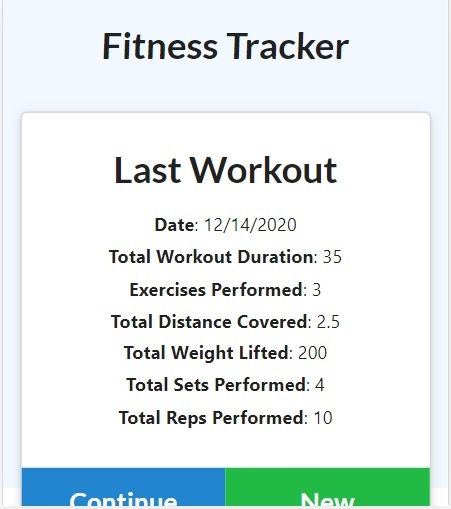 Fitness Tracker
Last Workout
Date: 12/14/2020
Total Workout Duration: 35
Exercises Performed: 3
Total Distance Covered: 2.5
Total Weight Lifted: 200
Total Sets Performed: 4
Total Reps Performed: 10
Continue New